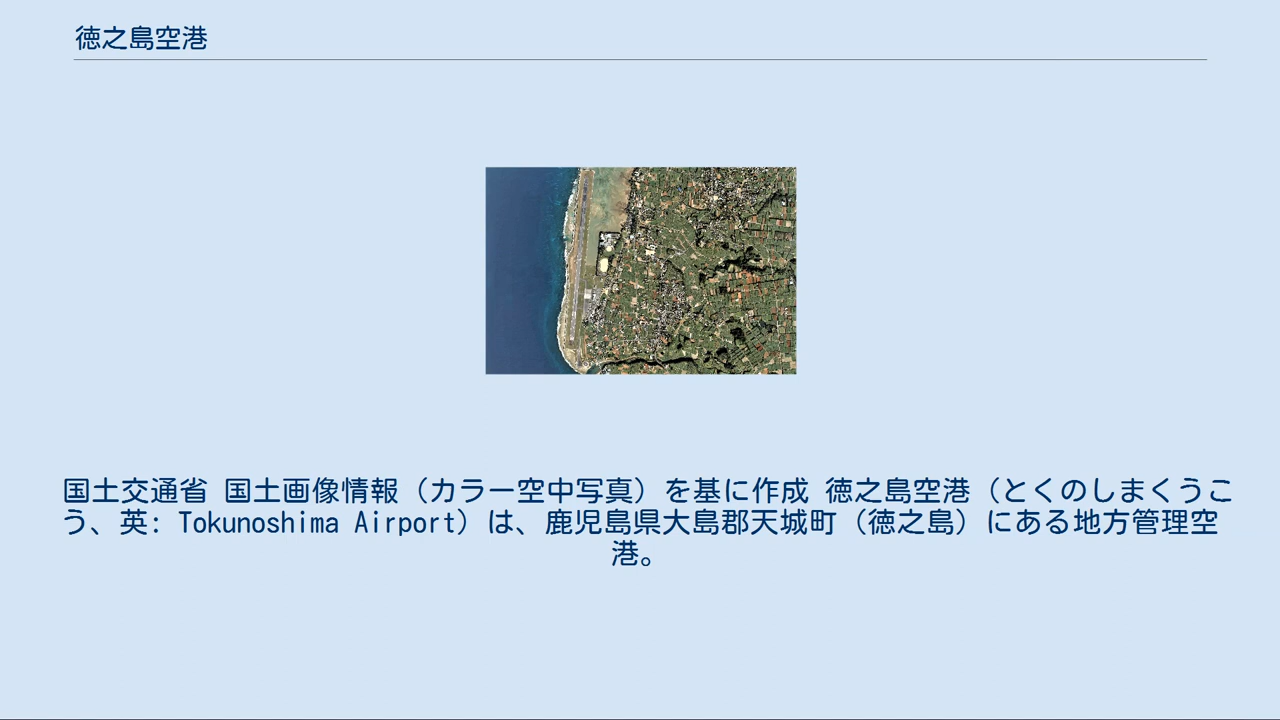 徳之島空港
国土交通省 国土画像情報（カラー空中写真）を基に作成 徳之島空港（とくのしまくうこ
う、英: Tokunoshima Airport）は、鹿児島県大島郡天城町（徳之島）にある地方管理空
港。